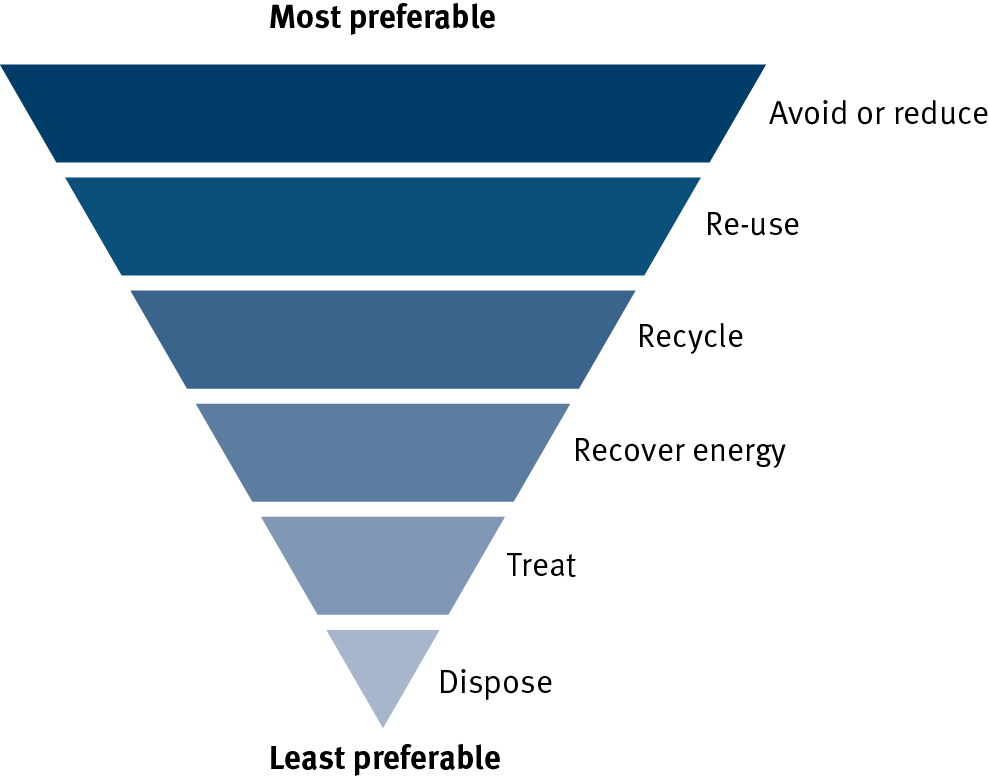 Most preferable
Avoid or reduce
Re-use
Recycle
Recover energy
Treat
Dispose
Least preferable